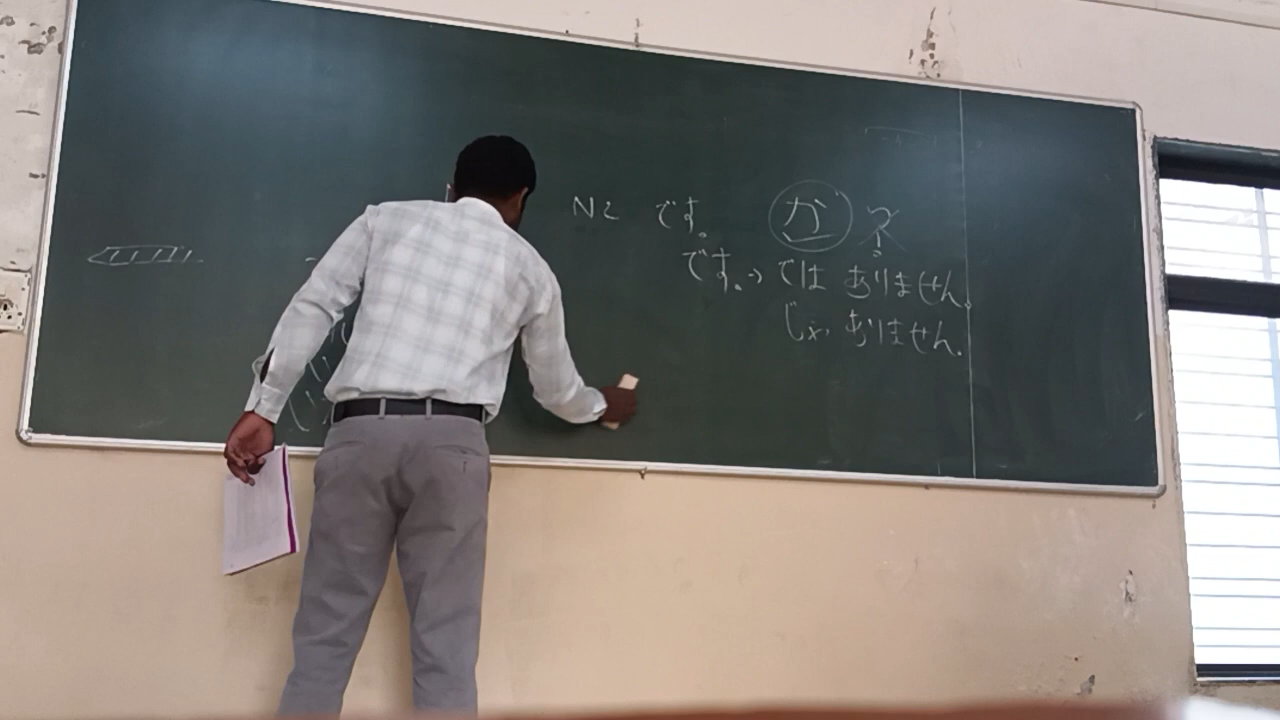 N2 です。 か
です。→ では ありません。
じゃ ありません。